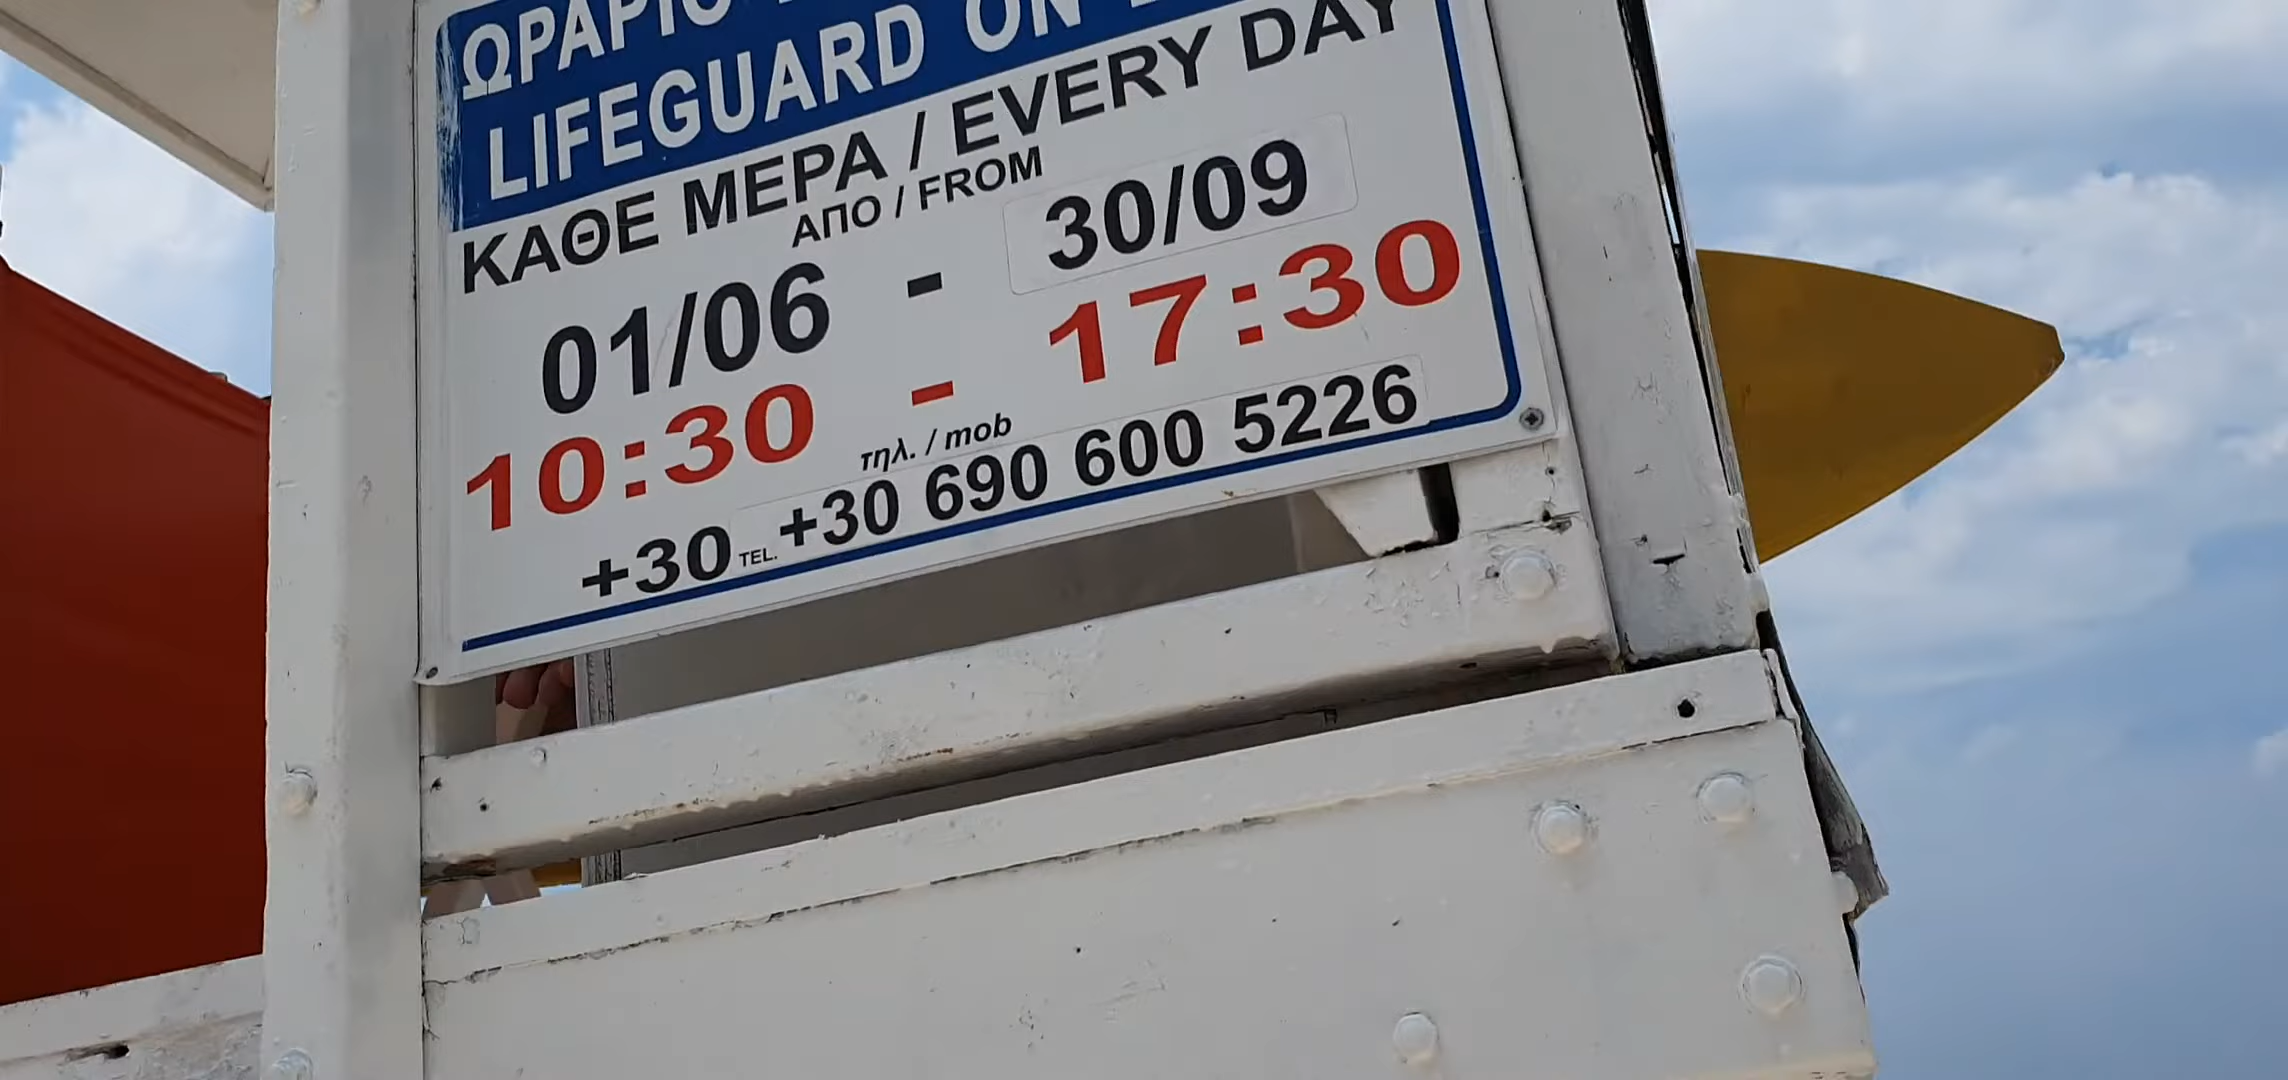 ΩΡΑΡΙΟ
LIFEGUARD ON
ΚΑΘΕ ΜΕΡΑ / EVERY DAY
ΑΠΟ / FROM
01/06 - 30/09
10:30 - 17:30
τηλ. / mob
+30 TEL. +30 690 600 5226